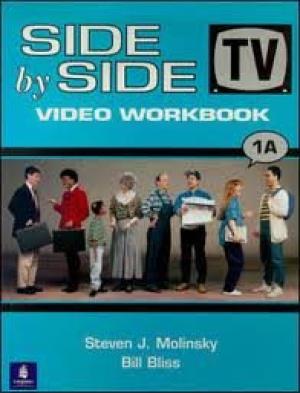 SIDE
by SIDE
TV
VIDEO WORKBOOK
1A
Steven J. Molinsky
Bill Bliss